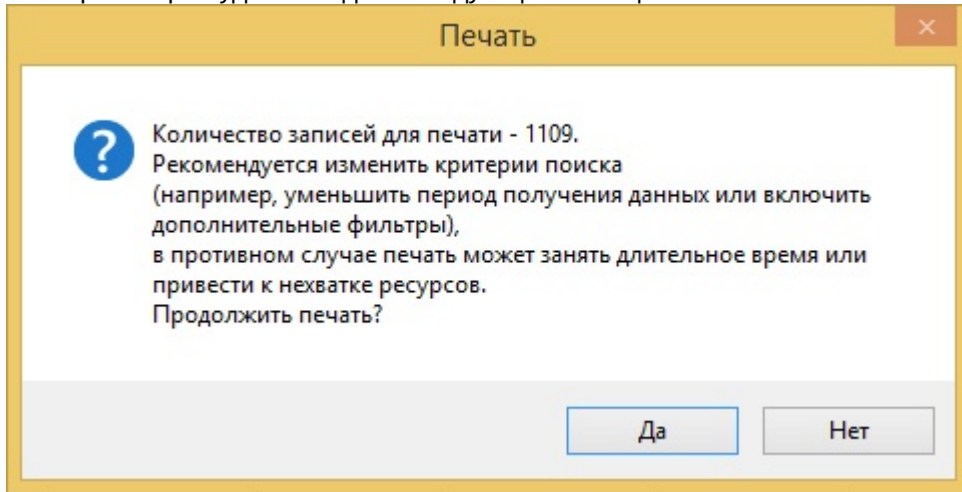 Печать
Количество записей для печати - 1109.
Рекомендуется изменить критерии поиска
(например, уменьшить период получения данных или включить
дополнительные фильтры),
в противном случае печать может занять длительное время или
привести к нехватке ресурсов.
Продолжить печать?
Да
Нет